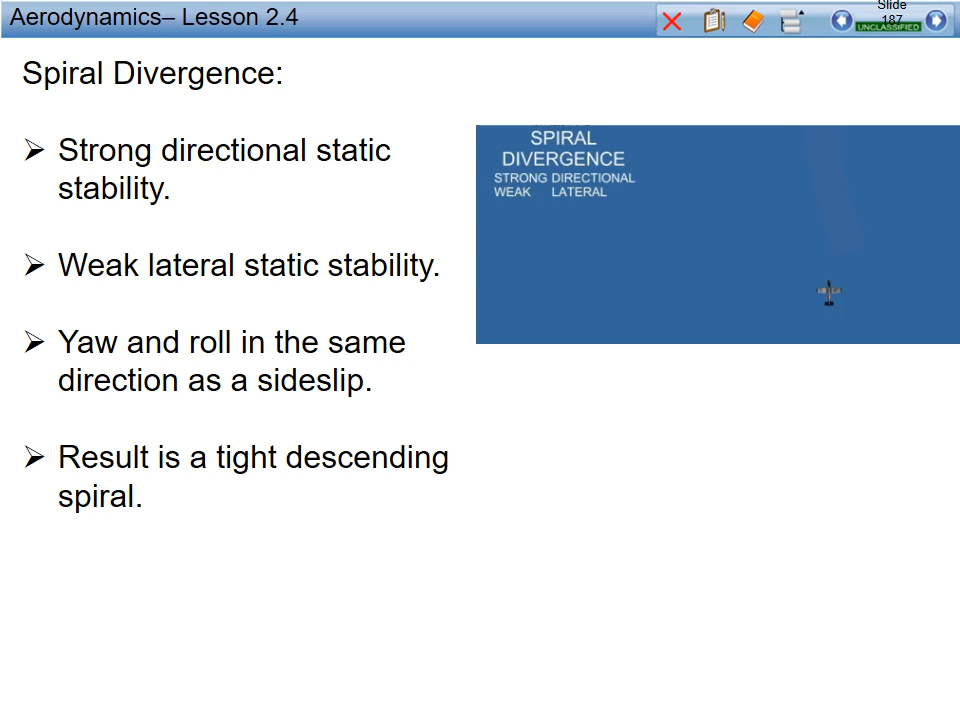 Aerodynamics– Lesson 2.4
Slide
187
UNCLASSIFIED
Spiral Divergence:
➢ Strong directional static
stability.
➢ Weak lateral static stability.
➢ Yaw and roll in the same
direction as a sideslip.
➢ Result is a tight descending
spiral.
SPIRAL
DIVERGENCE
STRONG DIRECTIONAL
WEAK LATERAL